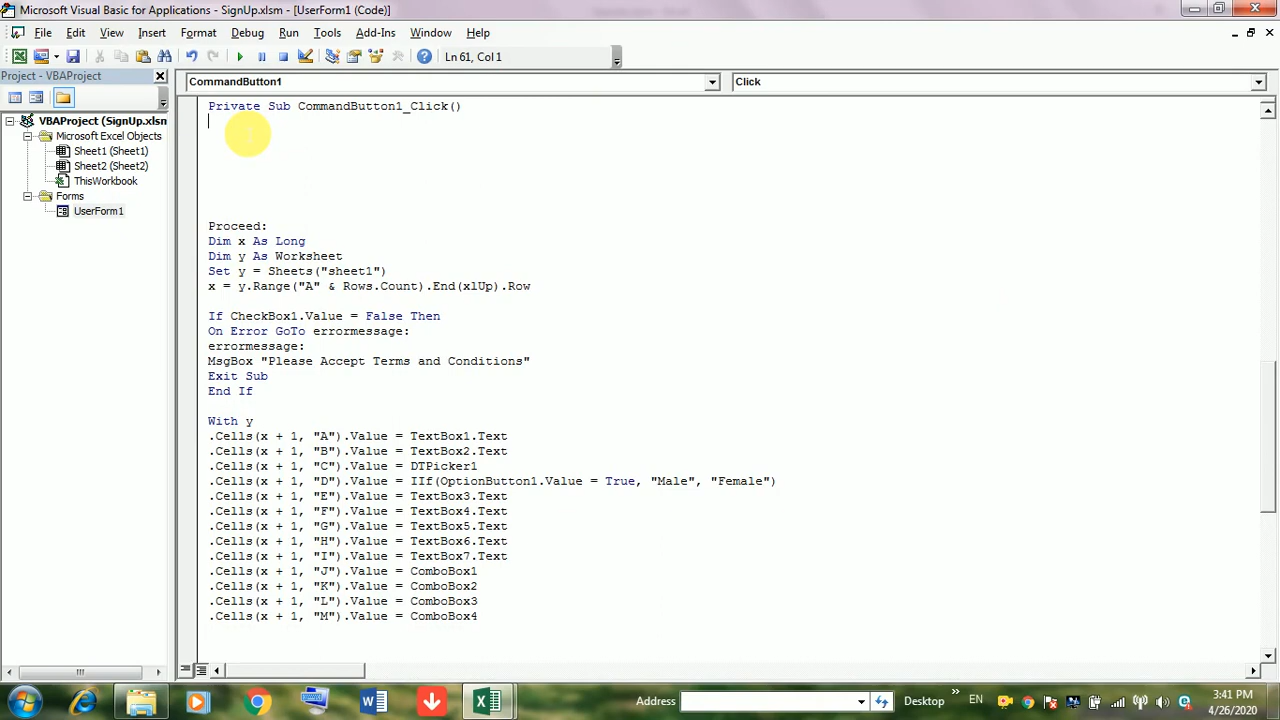 Microsoft Visual Basic for Applications - SignUp.xlsm - [UserForm1 (Code)]
File Edit View Insert Format Debug Run Tools Add-Ins Window Help
Ln 61, Col 1
Project - VBAProject
CommandButton1
Click
VBAProject (SignUp.xlsn
Microsoft Excel Objects
Sheet1 (Sheet1)
Sheet2 (Sheet2)
ThisWorkbook
Forms
UserForm1
Private Sub CommandButton1_Click()
Proceed:
Dim x As Long
Dim y As Worksheet
Set y = Sheets("sheet1")
x = y.Range("A" & Rows.Count).End(xlUp).Row
If CheckBox1.Value = False Then
On Error GoTo errormessage:
errormessage:
MsgBox "Please Accept Terms and Conditions"
Exit Sub
End If
With y
.Cells(x + 1, "A").Value = TextBox1.Text
.Cells(x + 1, "B").Value = TextBox2.Text
.Cells(x + 1, "C").Value = DTPicker1
.Cells(x + 1, "D").Value = IIf(OptionButton1.Value = True, "Male", "Female")
.Cells(x + 1, "E").Value = TextBox3.Text
.Cells(x + 1, "F").Value = TextBox4.Text
.Cells(x + 1, "G").Value = TextBox5.Text
.Cells(x + 1, "H").Value = TextBox6.Text
.Cells(x + 1, "I").Value = TextBox7.Text
.Cells(x + 1, "J").Value = ComboBox1
.Cells(x + 1, "K").Value = ComboBox2
.Cells(x + 1, "L").Value = ComboBox3
.Cells(x + 1, "M").Value = ComboBox4
Address
Desktop
EN
3:41 PM
4/26/2020